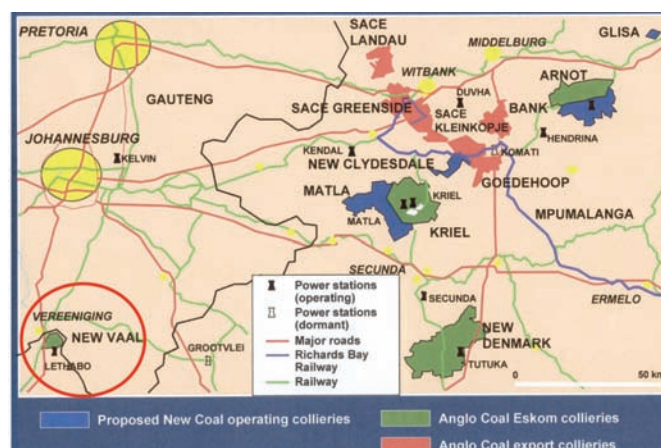 PRETORIA
GAUTENG
JOHANNESBURG
KELVIN
VEREENIGING
NEW VAAL
LETHABO
GROOTVLEI
SACE
LANDAU
WITBANK
MIDDELBURG
GLISA
ARNOT
SACE GREENSIDE
DUVHA
SACE
KLEINKOPJE
BANK
HENDRINA
KENDAL
NEW CLYDESDALE
KOMATI
GOEDEHOOP
MATLA
KRIEL
MATLA
KRIEL
MPUMALANGA
SECUNDA
SECUNDA
ERMELO
NEW
DENMARK
TUTUKA
Power stations
(operating)
Power stations
(dormant)
Major roads
Richards Bay
Railway
Railway
0
50 km
Proposed New Coal operating collieries
Anglo Coal Eskom collieries
Anglo Coal export collieries